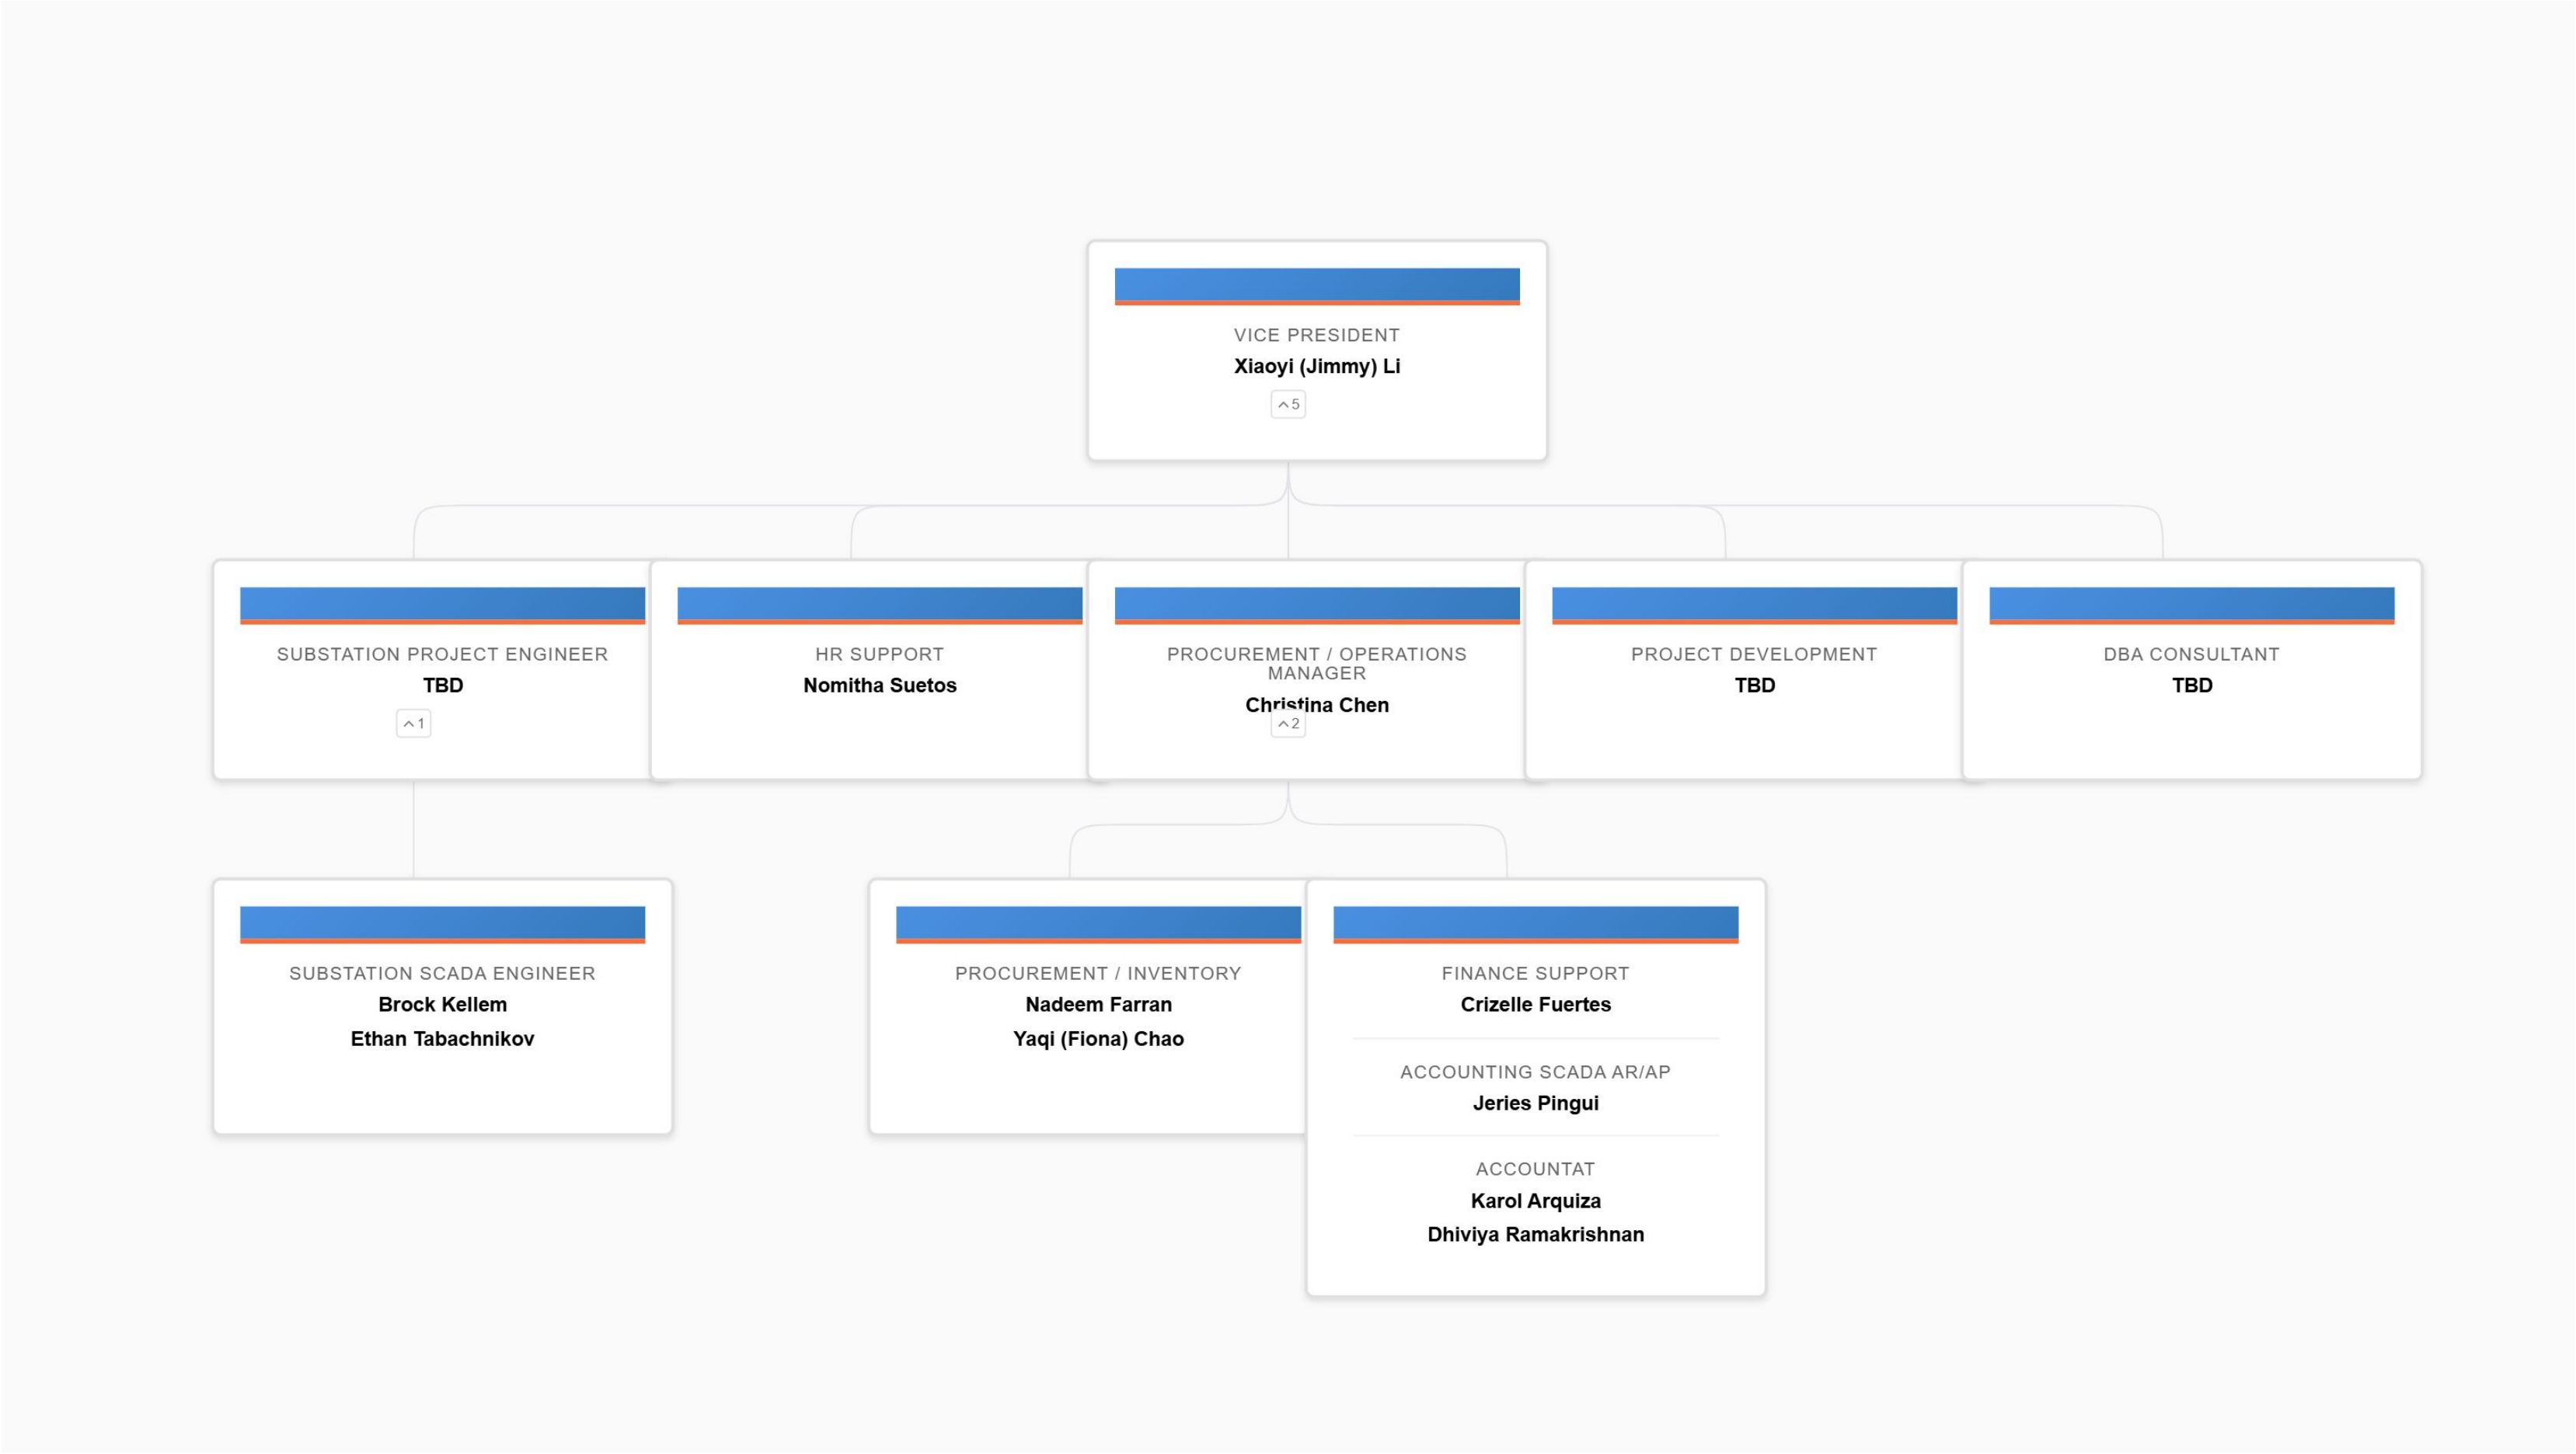 VICE PRESIDENT
Xiaoyi (Jimmy) Li
5
SUBSTATION PROJECT ENGINEER
TBD
1
HR SUPPORT
Nomitha Suetos
PROCUREMENT / OPERATIONS
MANAGER
Christina Chen
2
PROJECT DEVELOPMENT
TBD
DBA CONSULTANT
TBD
SUBSTATION SCADA ENGINEER
Brock Kellem
Ethan Tabachnikov
PROCUREMENT / INVENTORY
Nadeem Farran
Yaqi (Fiona) Chao
FINANCE SUPPORT
Crizelle Fuertes
ACCOUNTING SCADA AR/AP
Jeries Pingui
ACCOUNTAT
Karol Arquiza
Dhiviya Ramakrishnan